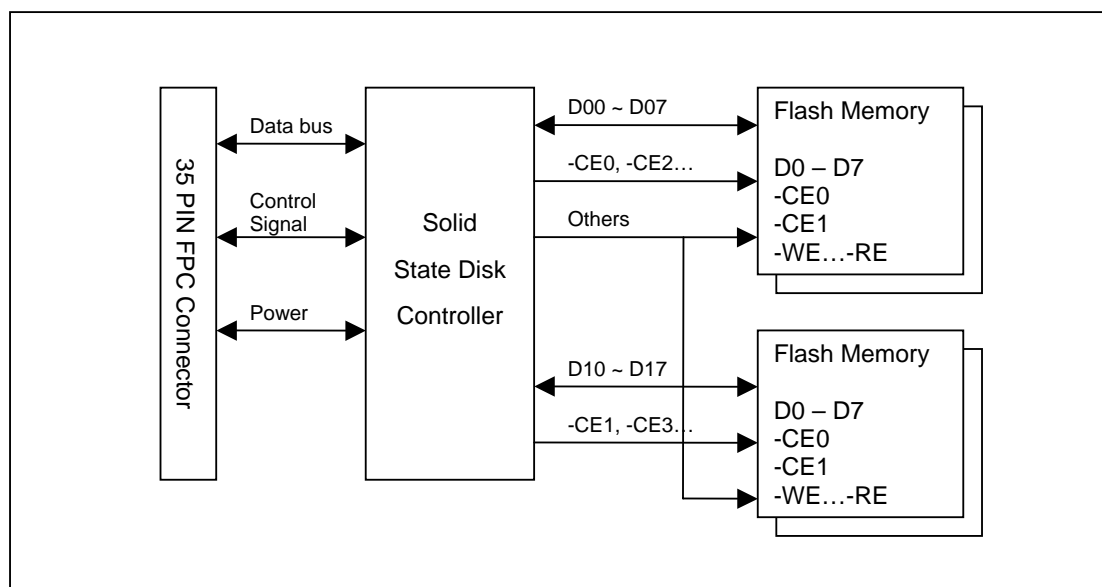 35 PIN FPC Connector
Data bus
Control
Signal
Power
Solid
State Disk
Controller
D00 ~ D07
-CE0, -CE2…
Others
D10 ~ D17
-CE1, -CE3…
Flash Memory
D0 – D7
-CE0
-CE1
-WE…-RE
Flash Memory
D0 – D7
-CE0
-CE1
-WE…-RE